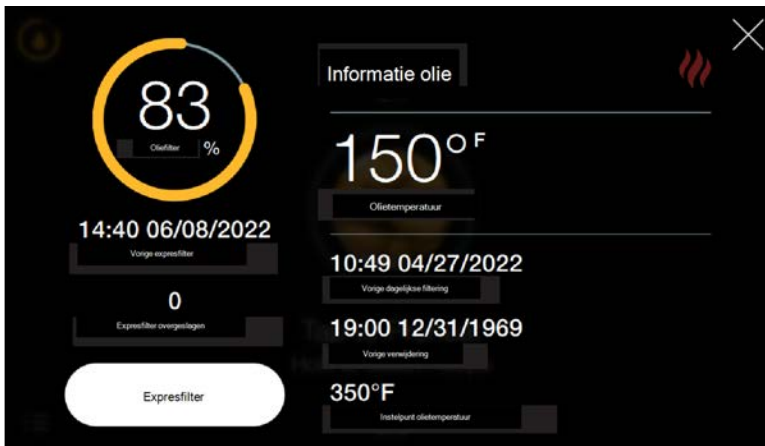 83
Oliefilter %
14:40 06/08/2022
Vorige expresfilter
0
Expresfilter overgeslagen
Expresfilter
Informatie olie
150°F
Olietemperatuur
10:49 04/27/2022
Vorige dagelijkse filtering
19:00 12/31/1969
Vorige verwijdering
350°F
Instelpunt olietemperatuur